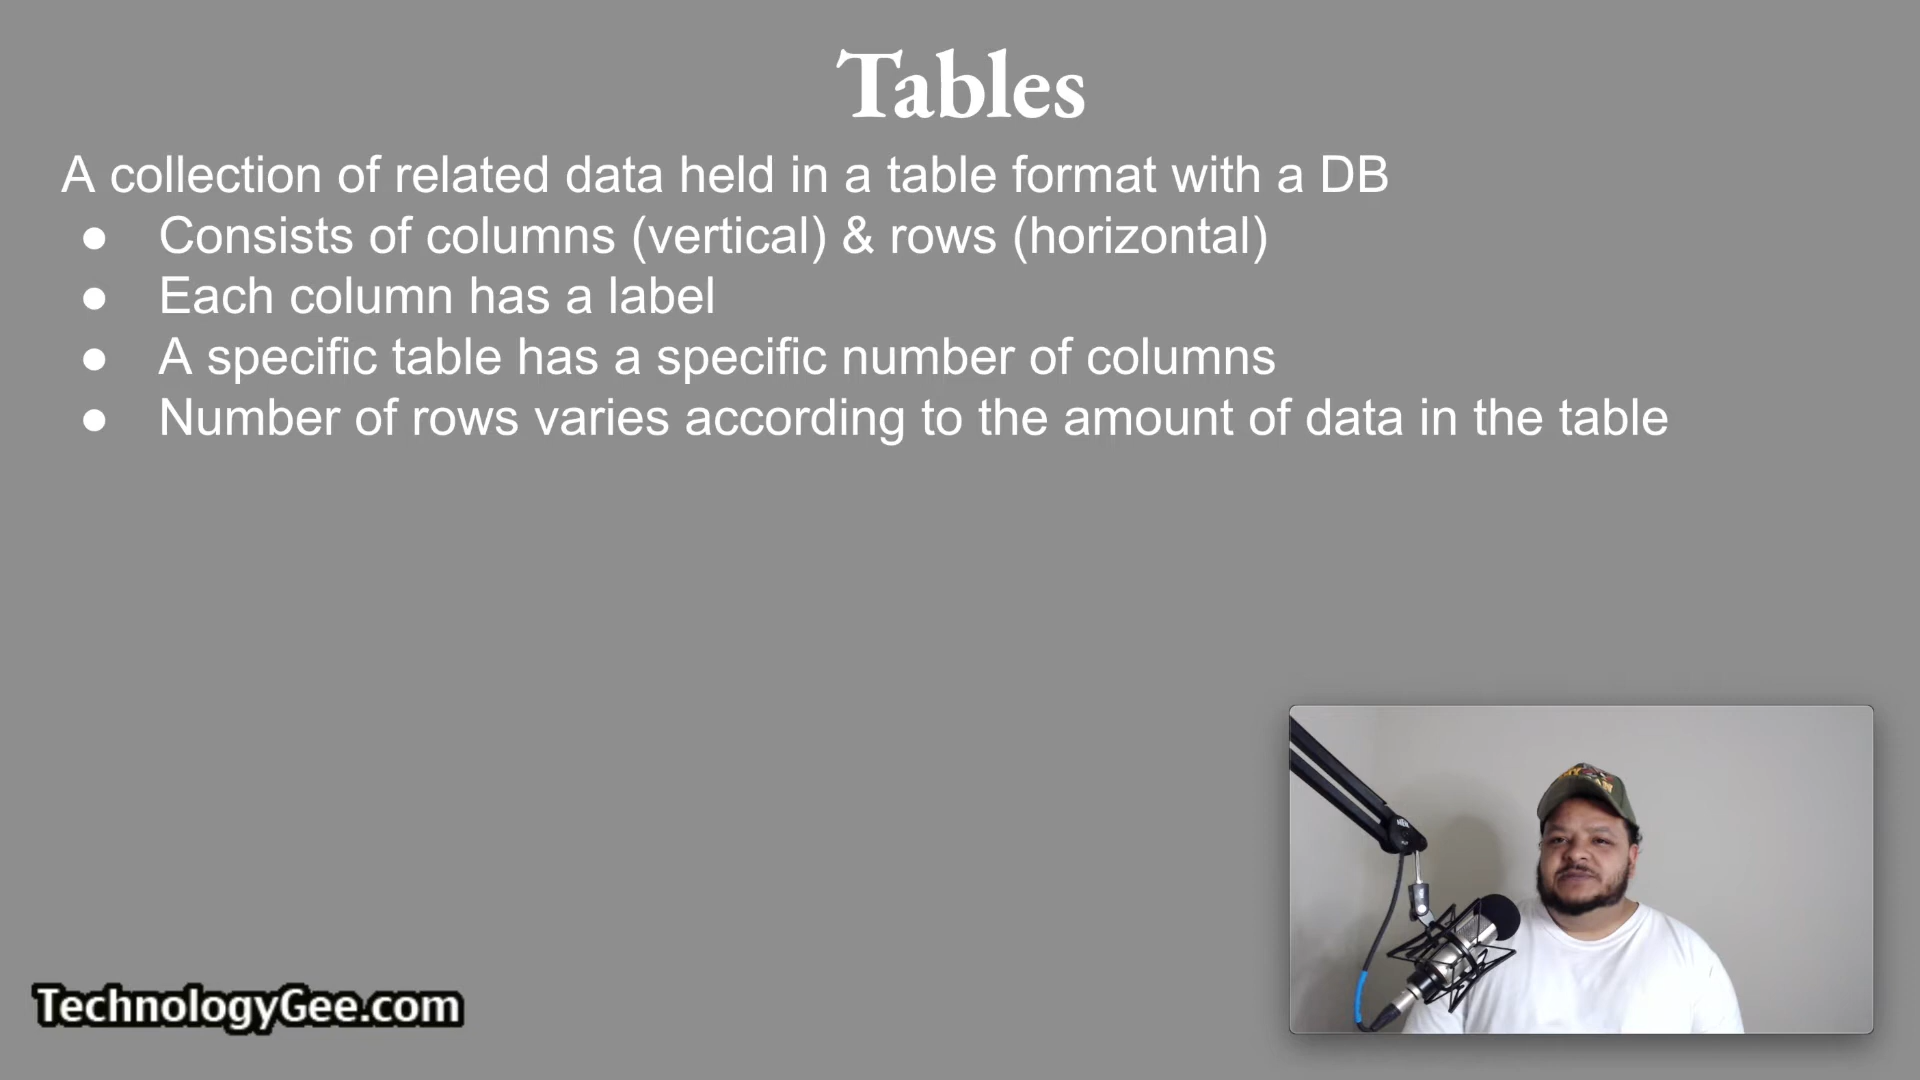 Tables
A collection of related data held in a table format with a DB
● Consists of columns (vertical) & rows (horizontal)
● Each column has a label
● A specific table has a specific number of columns
● Number of rows varies according to the amount of data in the table
TechnologyGee.com